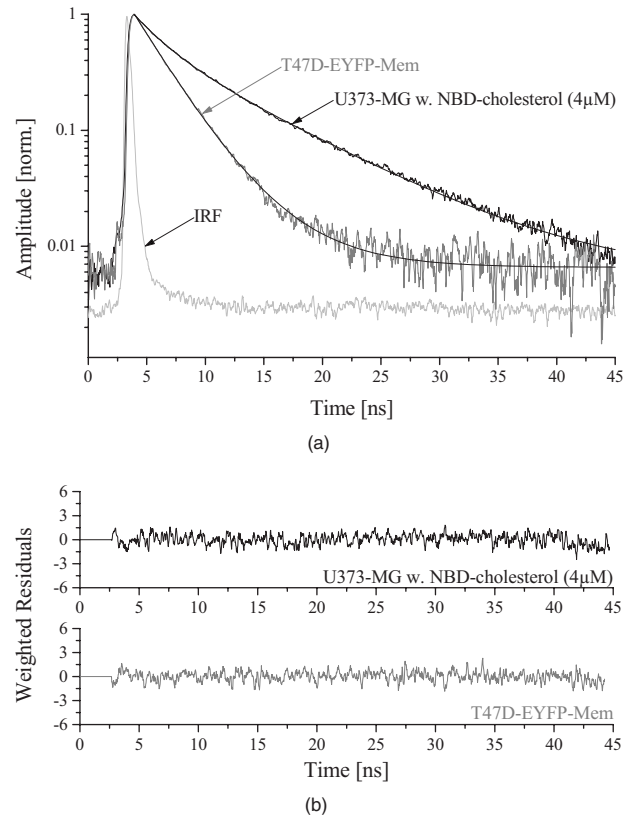 1
T47D-EYFP-Mem
U373-MG w. NBD-cholesterol (4μM)
0.1
Amplitude [norm.]
IRF
0.01
0 5 10 15 20 25 30 35 40 45
Time [ns]
(a)
6
3
0
-3
-6
U373-MG w. NBD-cholesterol (4μM)
0 5 10 15 20 25 30 35 40 45
Weighted Residuals
6
3
0
-3
-6
T47D-EYFP-Mem
0 5 10 15 20 25 30 35 40 45
Time [ns]
(b)